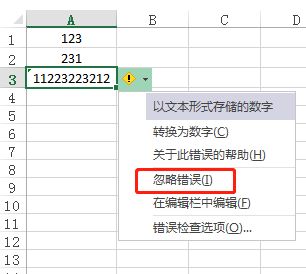 A B C D
1 123
2 231
3 11223223212
4 以文本形式存储的数字
5 转换为数字(C)
6
7 关于此错误的帮助(H)
8 忽略错误(I)
9
10 在编辑栏中编辑(F)
11 错误检查选项(O)...
12
13